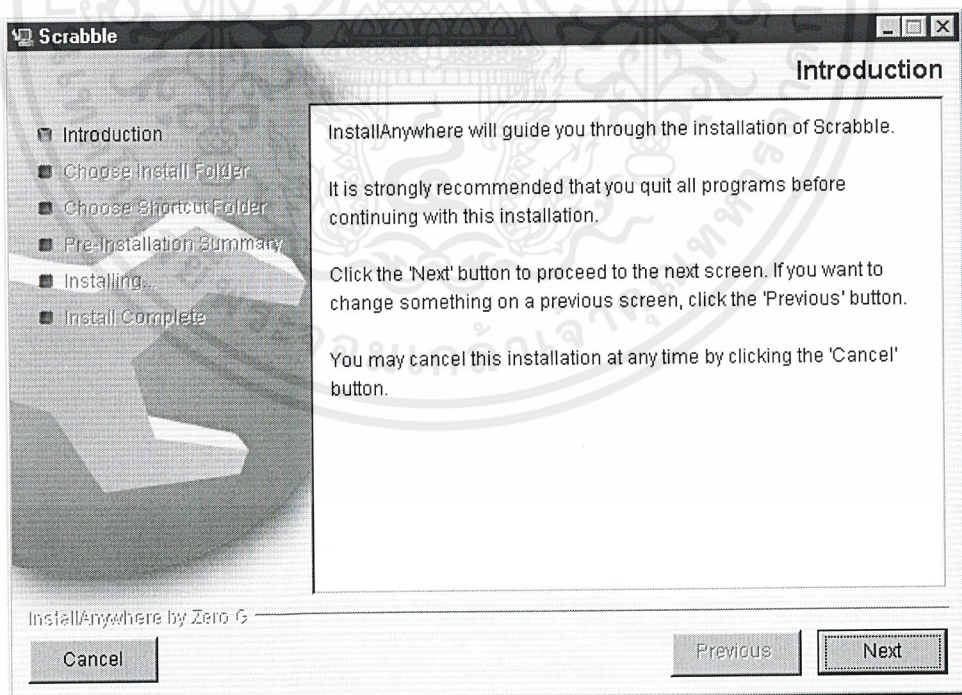 Scrabble
Introduction
Introduction
Choose Install Folder
Choose Shortcut Folder
Pre-Installation Summary
Installing...
Install Complete
InstallAnywhere will guide you through the installation of Scrabble.
It is strongly recommended that you quit all programs before
continuing with this installation.
Click the 'Next' button to proceed to the next screen. If you want to
change something on a previous screen, click the 'Previous' button.
You may cancel this installation at any time by clicking the 'Cancel'
button.
InstallAnywhere by Zero G
Cancel
Previous
Next